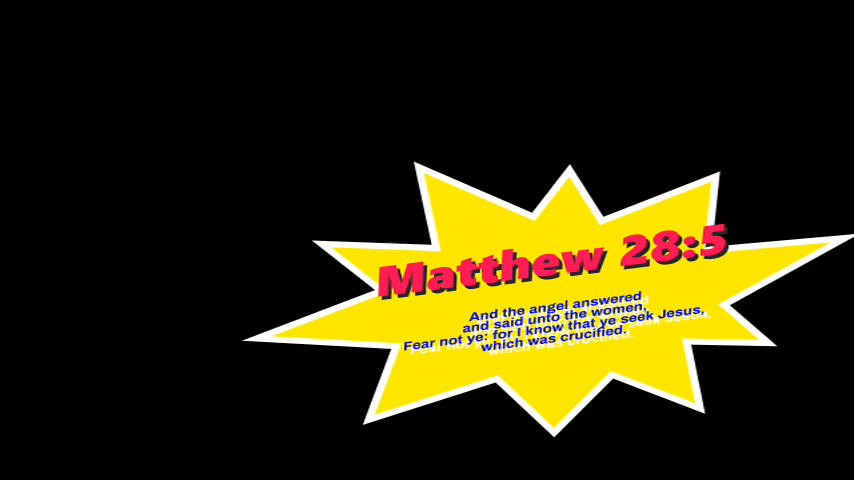 Matthew 28:5
And the angel answered
and said unto the women,
Fear not ye: for I know that ye seek Jesus,
which was crucified.